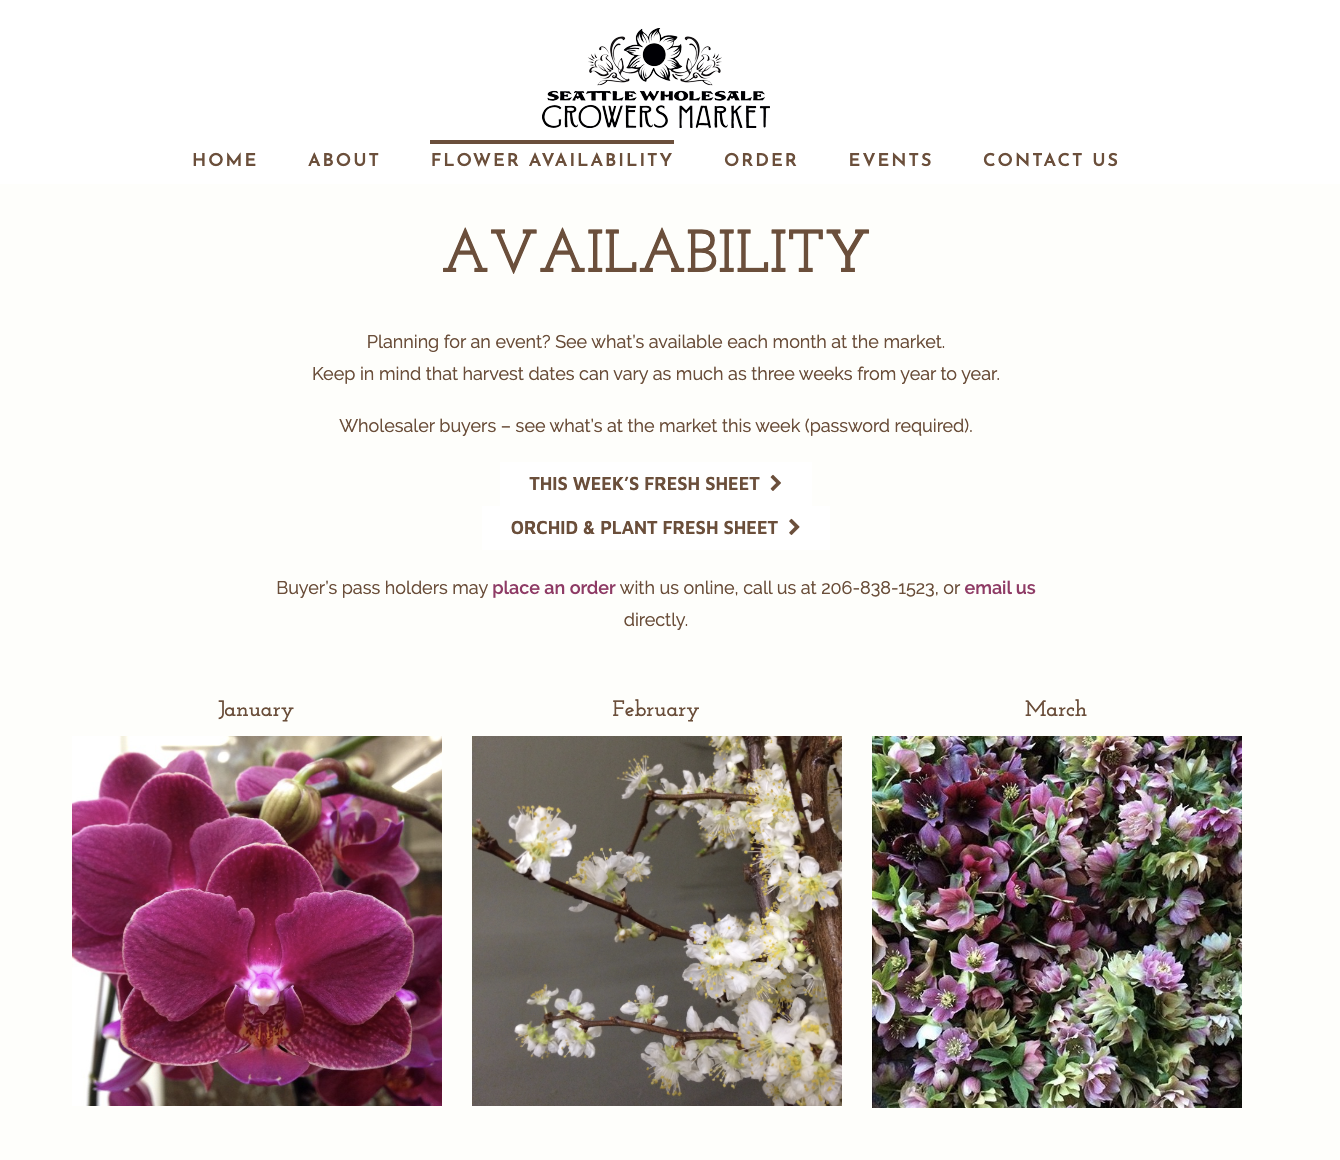 SEATTLE WHOLESALE
GROWERS MARKET
HOME ABOUT FLOWER AVAILABILITY ORDER EVENTS CONTACT US
AVAILABILITY
Planning for an event? See what's available each month at the market.
Keep in mind that harvest dates can vary as much as three weeks from year to year.
Wholesaler buyers – see what's at the market this week (password required).
THIS WEEK'S FRESH SHEET
ORCHID & PLANT FRESH SHEET
Buyer's pass holders may place an order with us online, call us at 206-838-1523, or email us
directly.
January February March